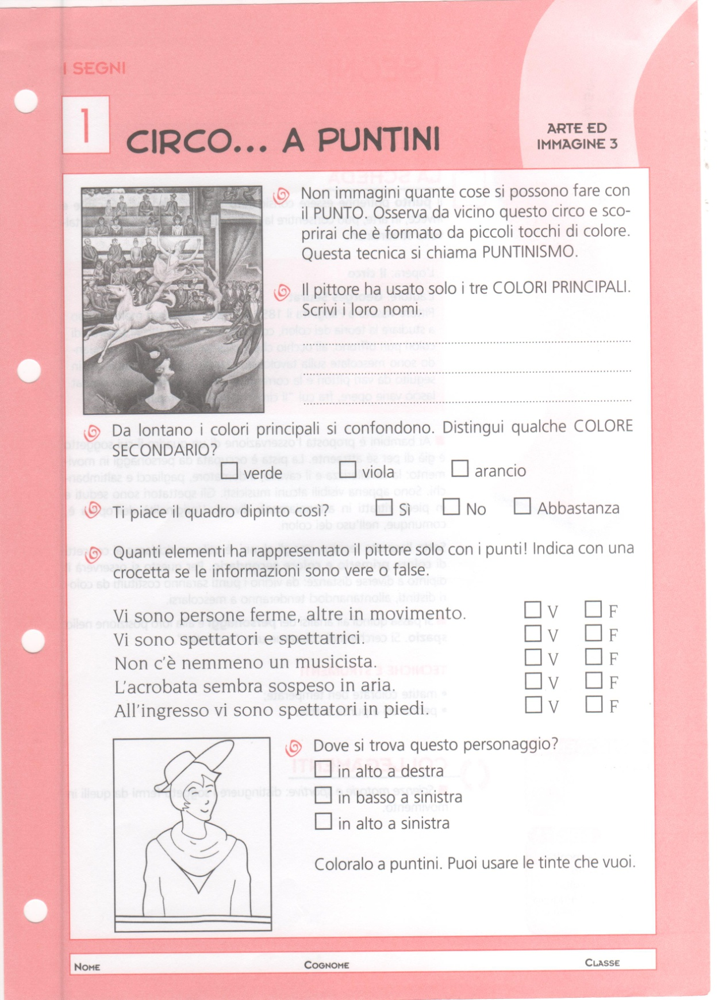 I SEGNI
1
CIRCO... A PUNTINI
ARTE ED
IMMAGINE 3
Non immagini quante cose si possono fare con
il PUNTO. Osserva da vicino questo circo e sco-
prirai che è formato da piccoli tocchi di colore.
Questa tecnica si chiama PUNTINISMO.
Il pittore ha usato solo i tre COLORI PRINCIPALI.
Scrivi i loro nomi.
Da lontano i colori principali si confondono. Distingui qualche COLORE
SECONDARIO?
verde viola arancio
Ti piace il quadro dipinto così? Sì No Abbastanza
Quanti elementi ha rappresentato il pittore solo con i punti! Indica con una
crocetta se le informazioni sono vere o false.
Vi sono persone ferme, altre in movimento. V F
Vi sono spettatori e spettatrici. V F
Non c'è nemmeno un musicista. V F
L'acrobata sembra sospeso in aria. V F
All'ingresso vi sono spettatori in piedi. V F
Dove si trova questo personaggio?
in alto a destra
in basso a sinistra
in alto a sinistra
Coloralo a puntini. Puoi usare le tinte che vuoi.
NOME COGNOME CLASSE